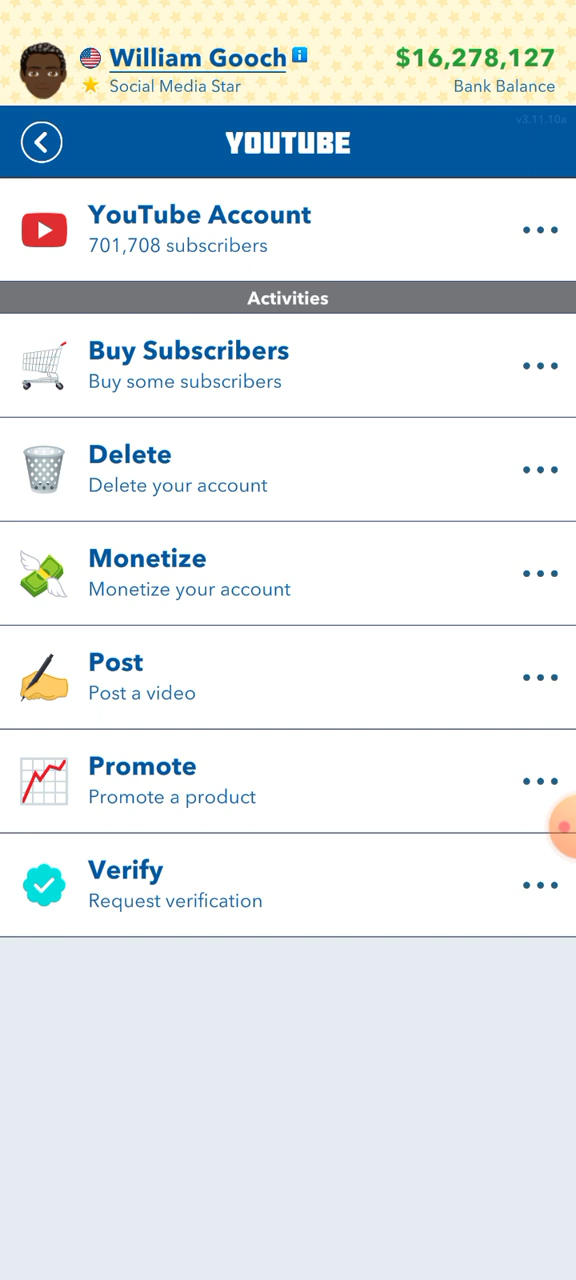 William Gooch
$16,278,127
Social Media Star
Bank Balance
v3.11.10a
YOUTUBE
YouTube Account
701,708 subscribers
Activities
Buy Subscribers
Buy some subscribers
Delete
Delete your account
Monetize
Monetize your account
Post
Post a video
Promote
Promote a product
Verify
Request verification